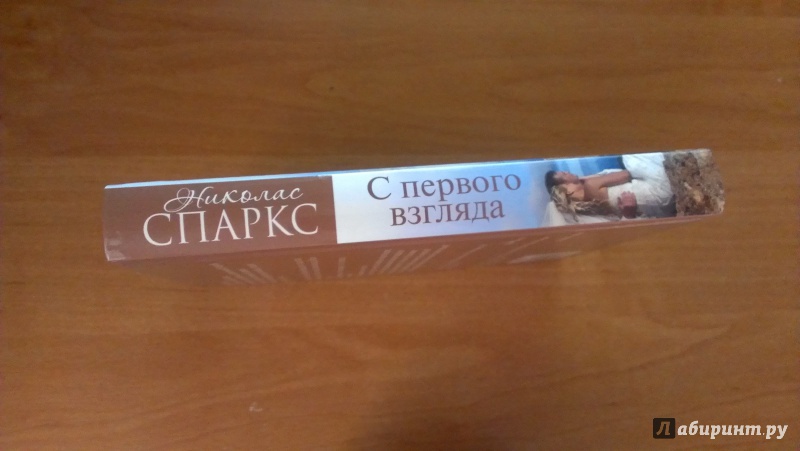 Николас
СПАРКС
С первого
взгляда
Лабиринт.ру